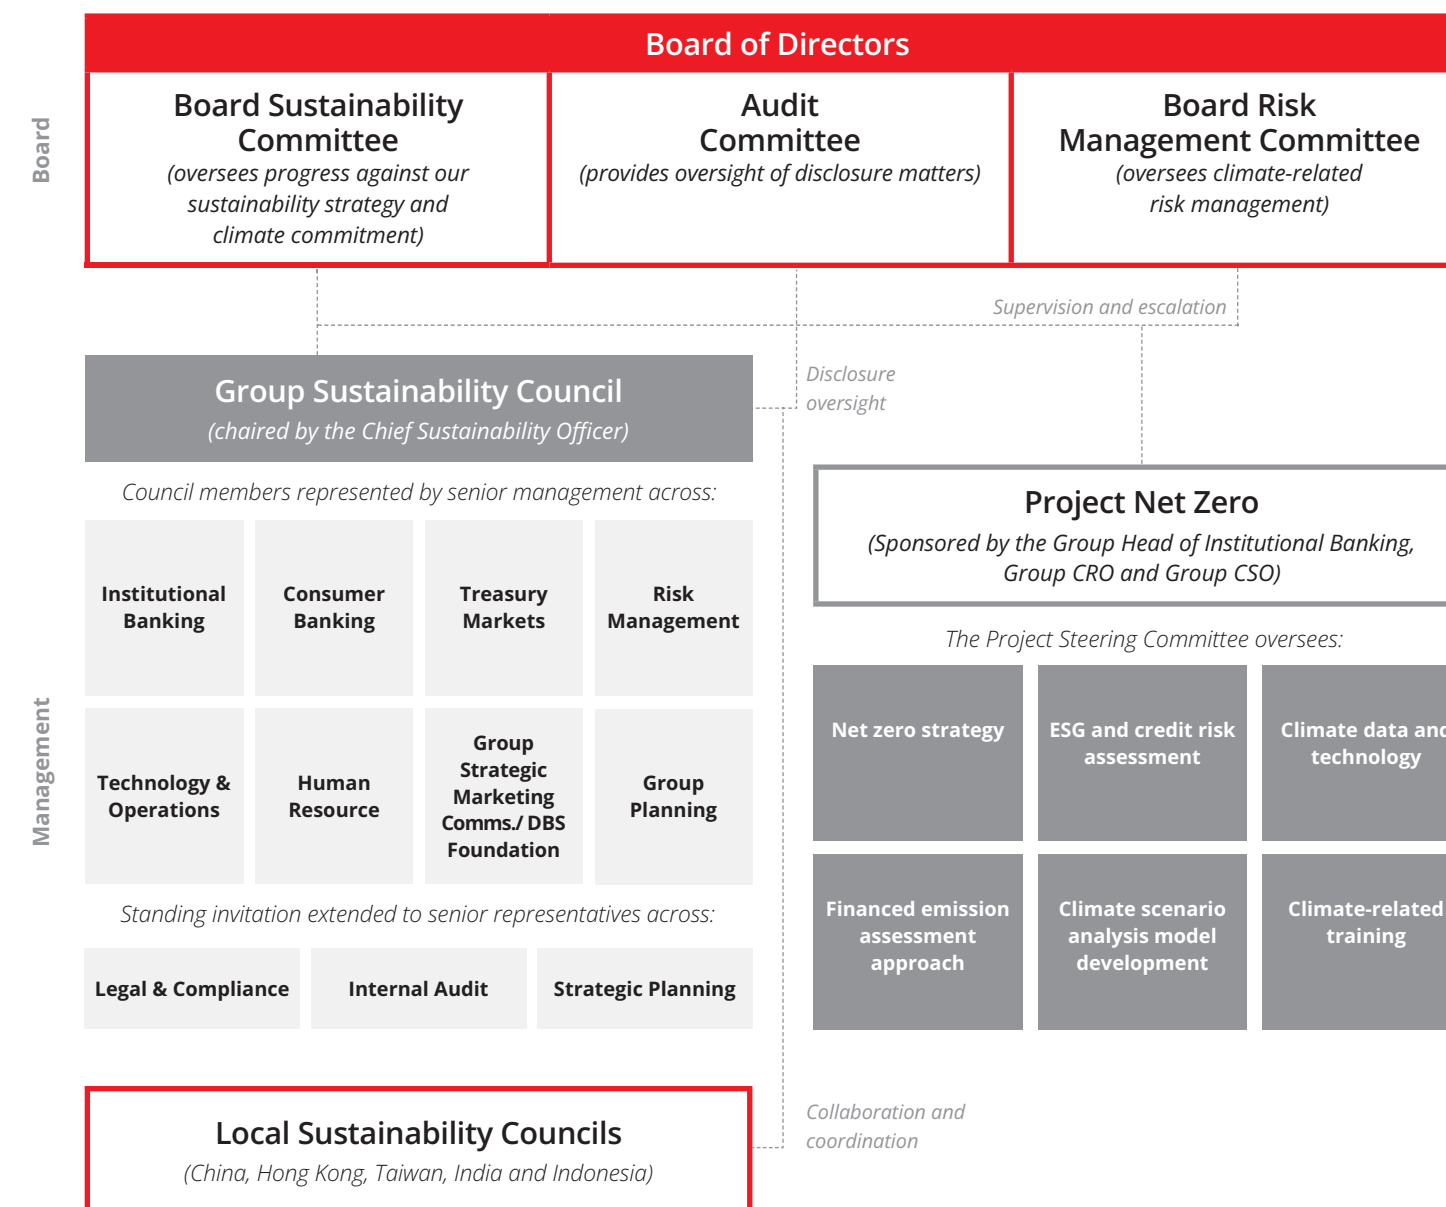 Board of Directors
Board
Board Sustainability
Committee
(oversees progress against our
sustainability strategy and
climate commitment)
Audit
Committee
(provides oversight of disclosure matters)
Board Risk
Management Committee
(oversees climate-related
risk management)
Supervision and escalation
Disclosure
oversight
Management
Group Sustainability Council
(chaired by the Chief Sustainability Officer)
Council members represented by senior management across:
Institutional
Banking
Consumer
Banking
Treasury
Markets
Risk
Management
Technology &
Operations
Human
Resource
Group
Strategic
Marketing
Comms./ DBS
Foundation
Group
Planning
Standing invitation extended to senior representatives across:
Legal & Compliance
Internal Audit
Strategic Planning
Project Net Zero
(Sponsored by the Group Head of Institutional Banking,
Group CRO and Group CSO)
The Project Steering Committee oversees:
Net zero strategy
ESG and credit risk
assessment
Climate data and
technology
Financed emission
assessment
approach
Climate scenario
analysis model
development
Climate-related
training
Collaboration and
coordination
Local Sustainability Councils
(China, Hong Kong, Taiwan, India and Indonesia)